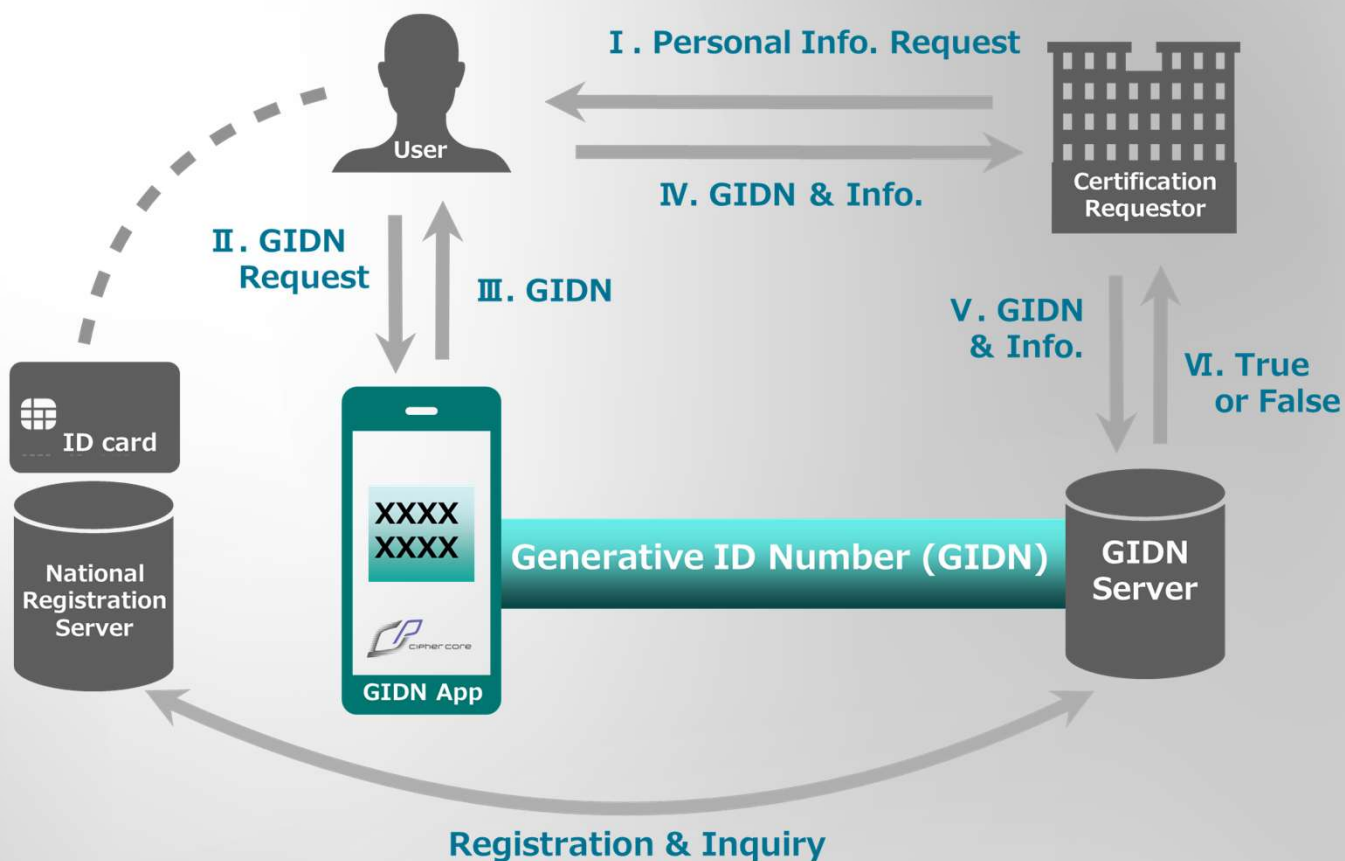 Ⅰ. Personal Info. Request
User
Certification
Requestor
Ⅳ. GIDN & Info.
Ⅱ. GIDN
Request
Ⅲ. GIDN
Ⅴ. GIDN
& Info.
Ⅵ. True
or False
ID card
XXXX
XXXX
Generative ID Number (GIDN)
GIDN
Server
National
Registration
Server
CP cipher core
GIDN App
Registration & Inquiry